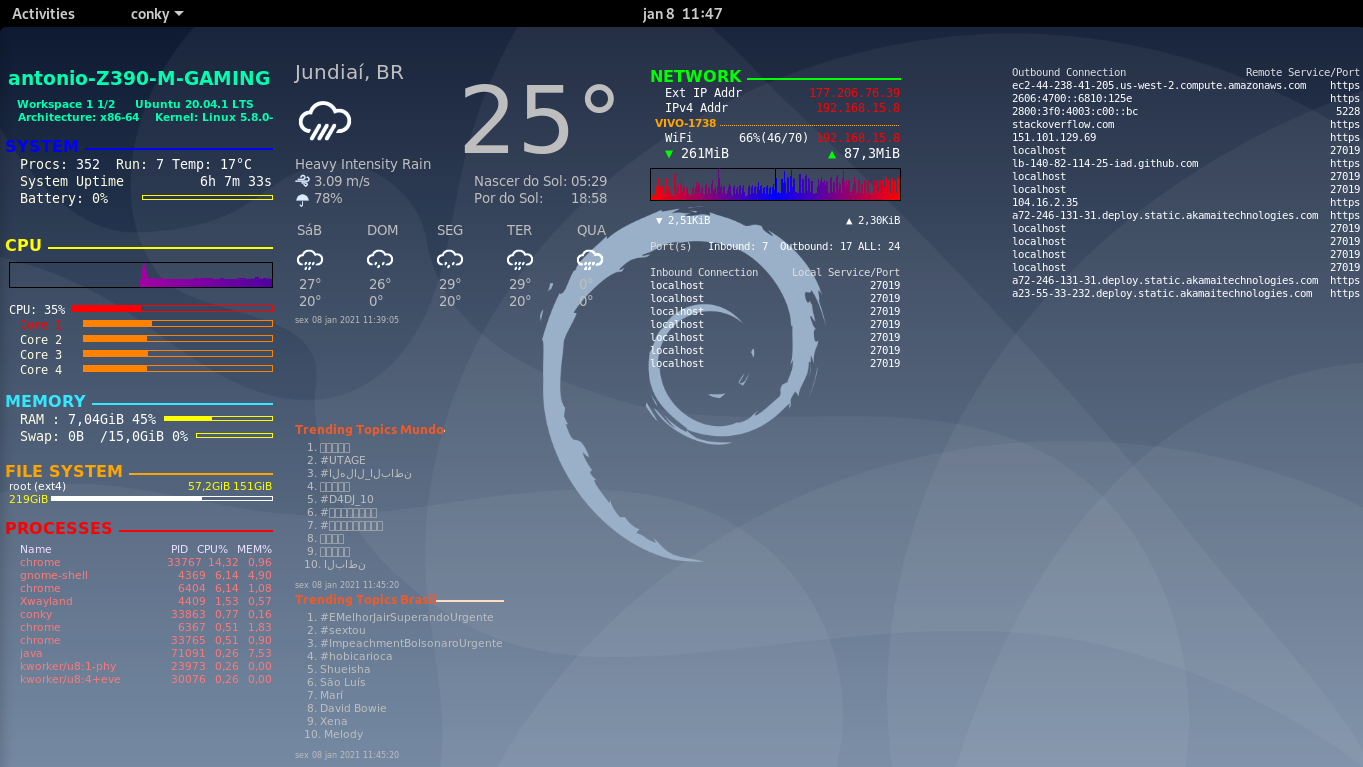 Activities
conky
jan 8 11:47
antonio-Z390-M-GAMING
Workspace 1 1/2 Ubuntu 20.04.1 LTS
Architecture: x86-64 Kernel: Linux 5.8.0-
SYSTEM
Procs: 352 Run: 7 Temp: 17°C
System Uptime 6h 7m 33s
Battery: 0%
CPU
CPU: 35%
Core 1
Core 2
Core 3
Core 4
MEMORY
RAM : 7,04GiB 45%
Swap: 0B /15,0GiB 0%
FILE SYSTEM
root (ext4) 57,2GiB 151GiB
219GiB
PROCESSES
Name PID CPU% MEM%
chrome 33767 14,32 0,96
gnome-shell 4369 6,14 4,90
chrome 6404 6,14 1,08
Xwayland 4409 1,53 0,57
conky 33863 0,77 0,16
chrome 6367 0,51 1,83
chrome 33765 0,51 0,90
java 71091 0,26 7,53
kworker/u8:1-phy 23973 0,26 0,00
kworker/u8:4+eve 30076 0,26 0,00
Jundiaí, BR
25°
Heavy Intensity Rain
3.09 m/s Nascer do Sol: 05:29
78% Por do Sol: 18:58
SáB DOM SEG TER QUA
27° 26° 29° 29° 0°
20° 0° 20° 20° 0°
sex 08 jan 2021 11:39:05
Trending Topics Mundo
1.
2. #UTAGE
3. #الهلال_الباطن
4.
5. #D4DJ_10
6. #
7. #
8.
9.
10. الباطن
sex 08 jan 2021 11:45:20
Trending Topics Brasil
1. #EMelhorJairSuperandoUrgente
2. #sextou
3. #ImpeachmentBolsonaroUrgente
4. #hobicarioca
5. Shueisha
6. São Luís
7. Marí
8. David Bowie
9. Xena
10. Melody
sex 08 jan 2021 11:45:20
NETWORK
Ext IP Addr 177.206.76.39
IPv4 Addr 192.168.15.8
VIVO-1738
WiFi 66%(46/70) 192.168.15.8
▼ 261MiB ▲ 87,3MiB
▼ 2,51KiB ▲ 2,30KiB
Port(s) Inbound: 7 Outbound: 17 ALL: 24
Inbound Connection Local Service/Port
localhost 27019
localhost 27019
localhost 27019
localhost 27019
localhost 27019
localhost 27019
localhost 27019
Outbound Connection Remote Service/Port
ec2-44-238-41-205.us-west-2.compute.amazonaws.com https
2606:4700::6810:125e https
2800:3f0:4003:c00::bc 5228
stackoverflow.com https
151.101.129.69 https
localhost 27019
lb-140-82-114-25-iad.github.com https
localhost 27019
localhost 27019
104.16.2.35 https
a72-246-131-31.deploy.static.akamaitechnologies.com https
localhost 27019
localhost 27019
localhost 27019
localhost 27019
a72-246-131-31.deploy.static.akamaitechnologies.com https
a23-55-33-232.deploy.static.akamaitechnologies.com https